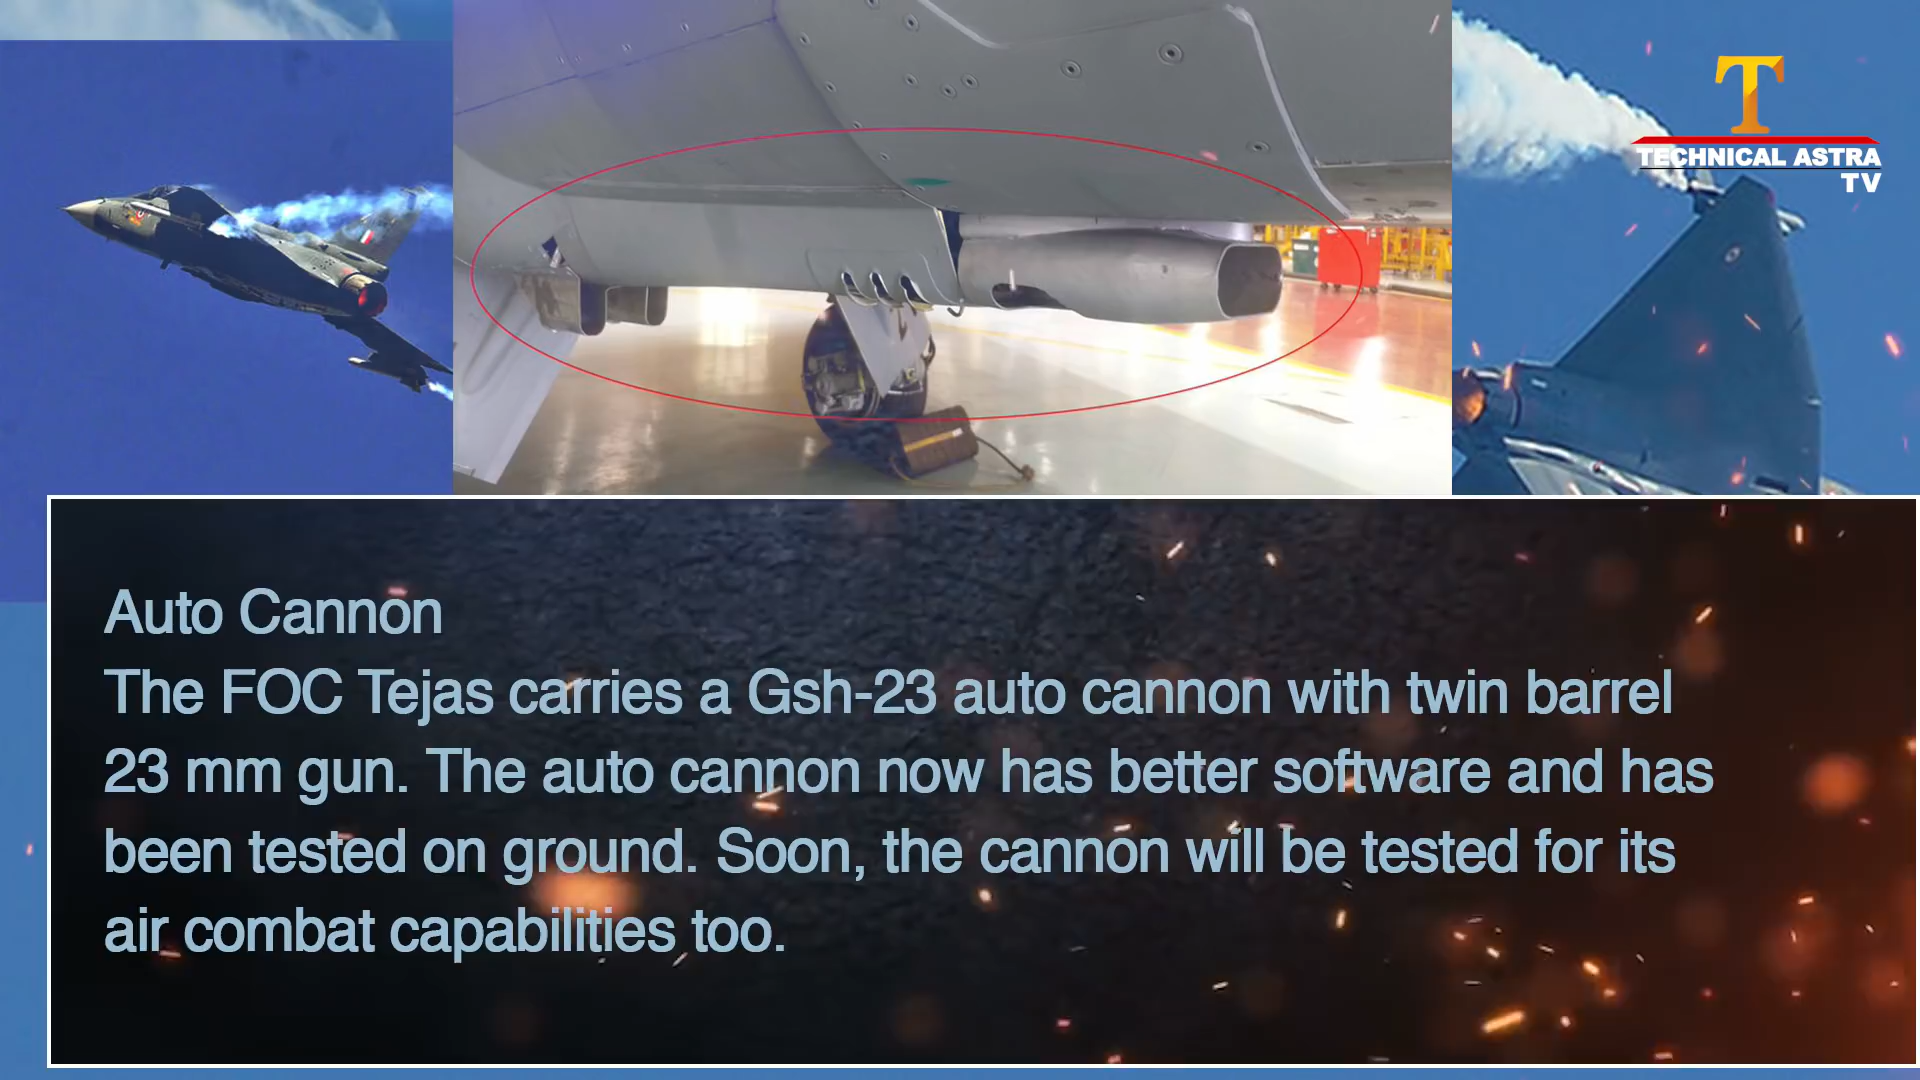 T
TECHNICAL ASTRA
TV
Auto Cannon
The FOC Tejas carries a Gsh-23 auto cannon with twin barrel
23 mm gun. The auto cannon now has better software and has
been tested on ground. Soon, the cannon will be tested for its
air combat capabilities too.